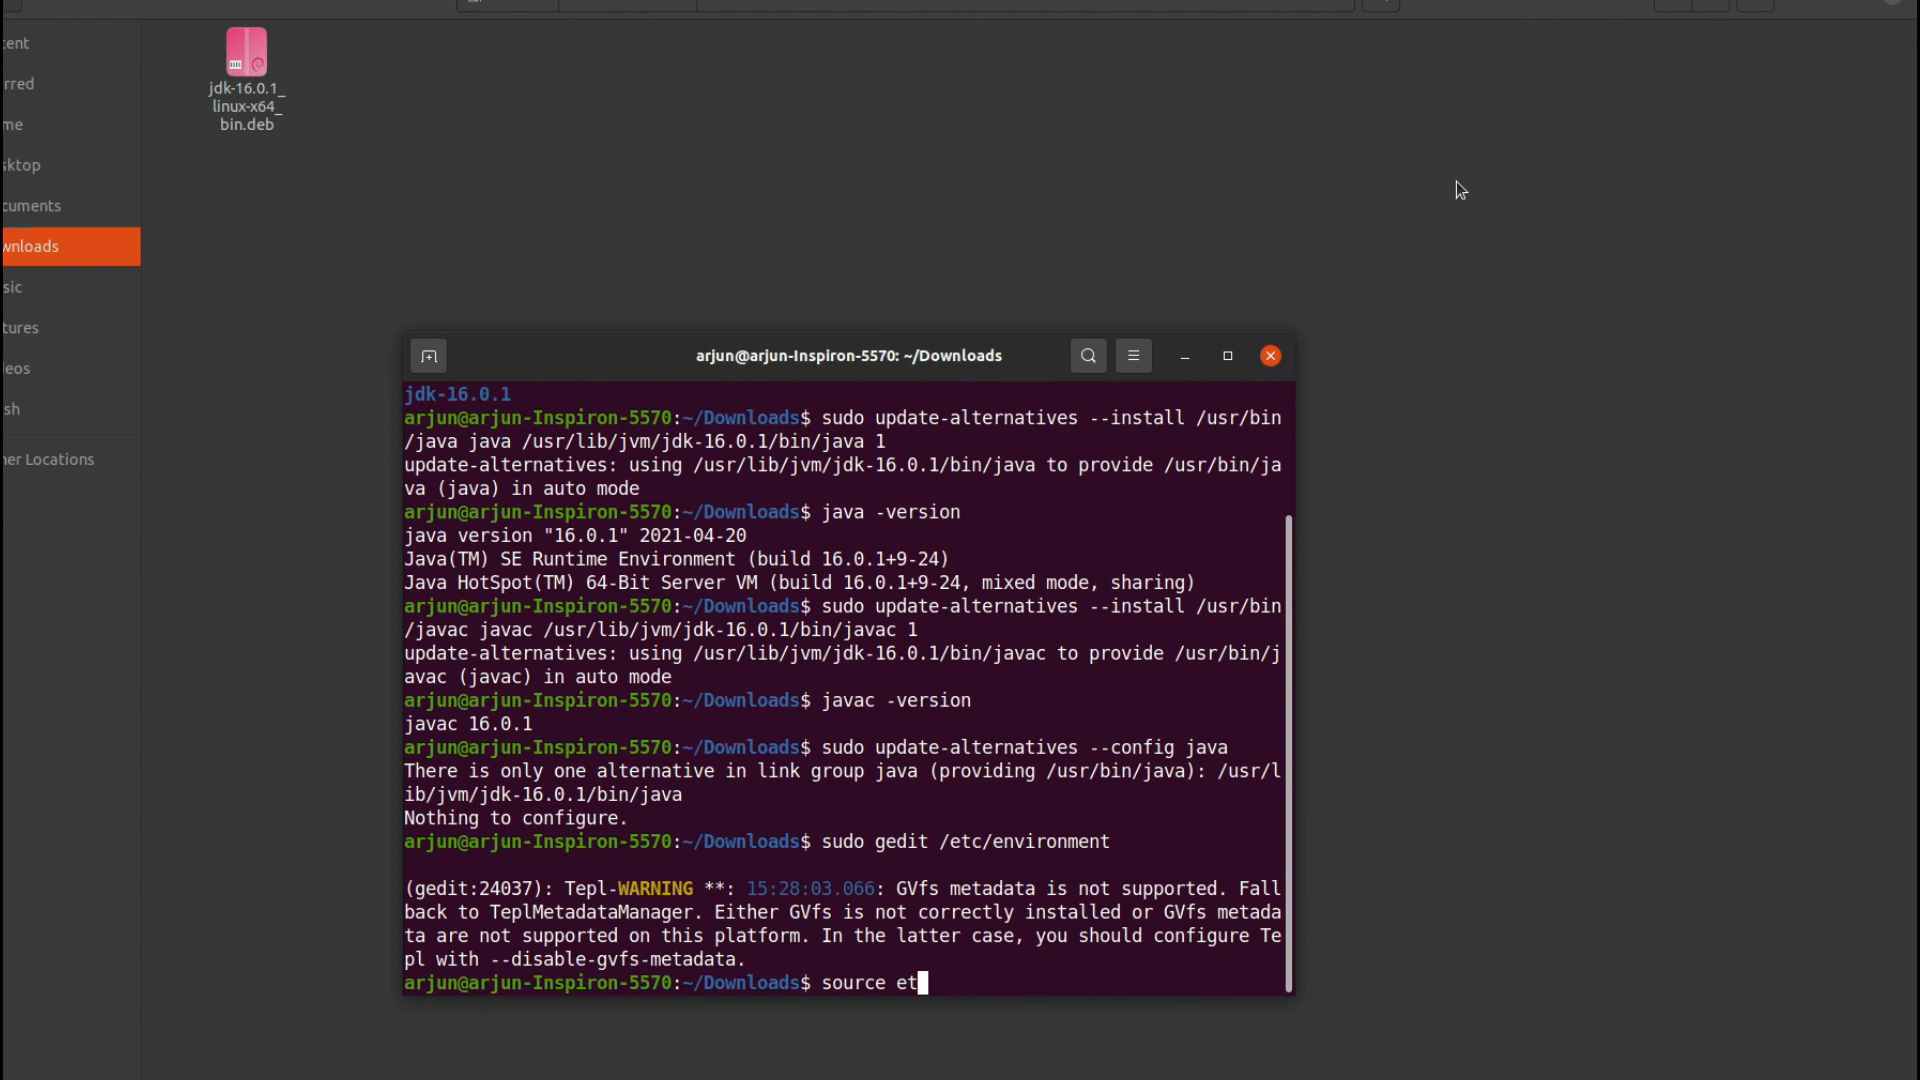 tent
rred
me
sktop
cuments
wnloads
sic
tures
eos
sh
ner Locations
jdk-16.0.1_
linux-x64_
bin.deb
arjun@arjun-Inspiron-5570: ~/Downloads
jdk-16.0.1
arjun@arjun-Inspiron-5570:~/Downloads$ sudo update-alternatives --install /usr/bin
/java java /usr/lib/jvm/jdk-16.0.1/bin/java 1
update-alternatives: using /usr/lib/jvm/jdk-16.0.1/bin/java to provide /usr/bin/ja
va (java) in auto mode
arjun@arjun-Inspiron-5570:~/Downloads$ java -version
java version "16.0.1" 2021-04-20
Java(TM) SE Runtime Environment (build 16.0.1+9-24)
Java HotSpot(TM) 64-Bit Server VM (build 16.0.1+9-24, mixed mode, sharing)
arjun@arjun-Inspiron-5570:~/Downloads$ sudo update-alternatives --install /usr/bin
/javac javac /usr/lib/jvm/jdk-16.0.1/bin/javac 1
update-alternatives: using /usr/lib/jvm/jdk-16.0.1/bin/javac to provide /usr/bin/j
avac (javac) in auto mode
arjun@arjun-Inspiron-5570:~/Downloads$ javac -version
javac 16.0.1
arjun@arjun-Inspiron-5570:~/Downloads$ sudo update-alternatives --config java
There is only one alternative in link group java (providing /usr/bin/java): /usr/l
ib/jvm/jdk-16.0.1/bin/java
Nothing to configure.
arjun@arjun-Inspiron-5570:~/Downloads$ sudo gedit /etc/environment
(gedit:24037): Tepl-WARNING **: 15:28:03.066: GVfs metadata is not supported. Fall
back to TeplMetadataManager. Either GVfs is not correctly installed or GVfs metada
ta are not supported on this platform. In the latter case, you should configure Te
pl with --disable-gvfs-metadata.
arjun@arjun-Inspiron-5570:~/Downloads$ source et